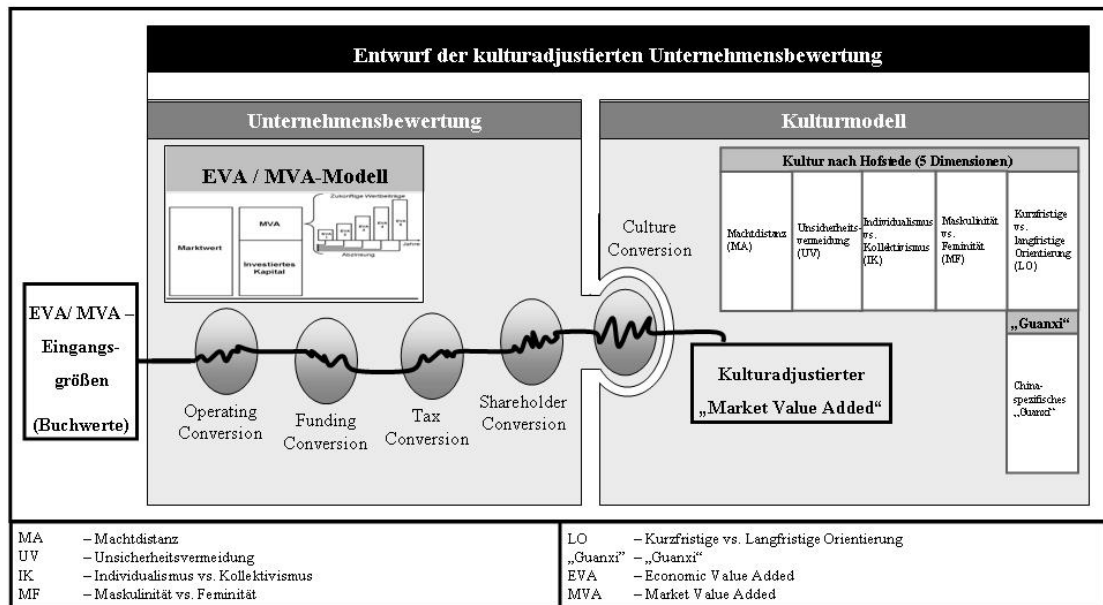 Entwurf der kulturadjustierten Unternehmensbewertung
Unternehmensbewertung
Kulturmodell
EVA / MVA-Modell
Zukünftige Wertbeiträge
Marktwert
MVA
Investiertes
Kapital
Jahre
Abzinsung
EVA/ MVA –
Eingangs-
größen
(Buchwerte)
Operating
Conversion
Funding
Conversion
Tax
Conversion
Shareholder
Conversion
Culture
Conversion
Kultur nach Hofstede (5 Dimensionen)
Machtdistanz
(MA)
Unsicherheits-
vermeidung
(UV)
Individualismus
vs.
Kollektivismus
(IK)
Maskulinität
vs.
Feminität
(MF)
Kurzfristige
vs.
langfristige
Orientierung
(LO)
„Guanxi“
China-
spezifisches
„Guanxi“
Kulturadjustierter
„Market Value Added“
MA – Machtdistanz
UV – Unsicherheitsvermeidung
IK – Individualismus vs. Kollektivismus
MF – Maskulinität vs. Feminität
LO – Kurzfristige vs. Langfristige Orientierung
„Guanxi” – „Guanxi“
EVA – Economic Value Added
MVA – Market Value Added